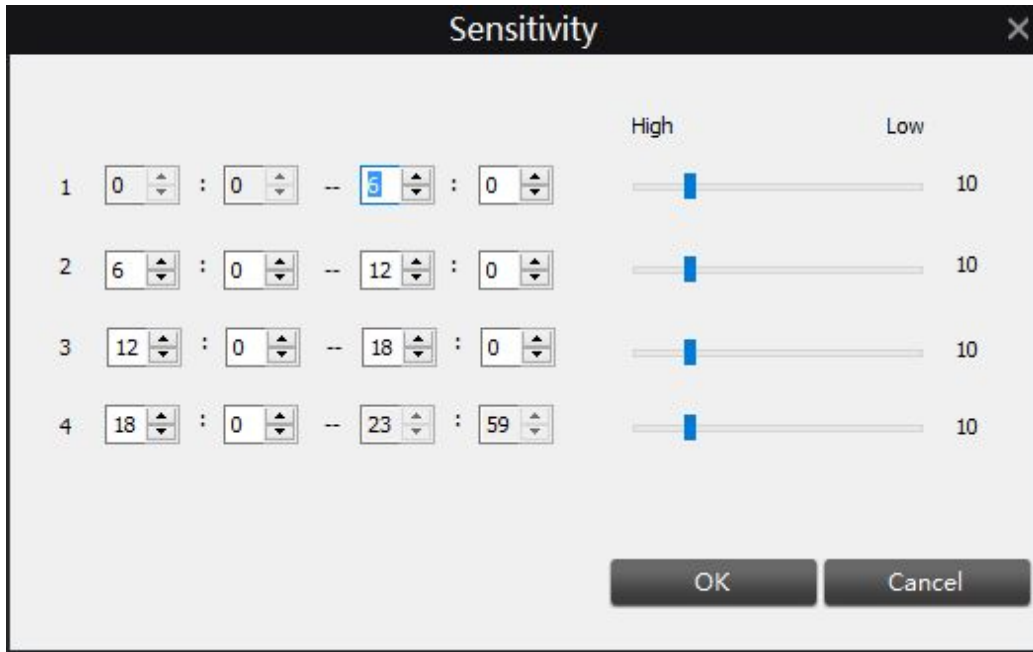 Sensitivity
High Low
1 0 : 0 -- 6 : 0 10
2 6 : 0 -- 12 : 0 10
3 12 : 0 -- 18 : 0 10
4 18 : 0 -- 23 : 59 10
OK Cancel